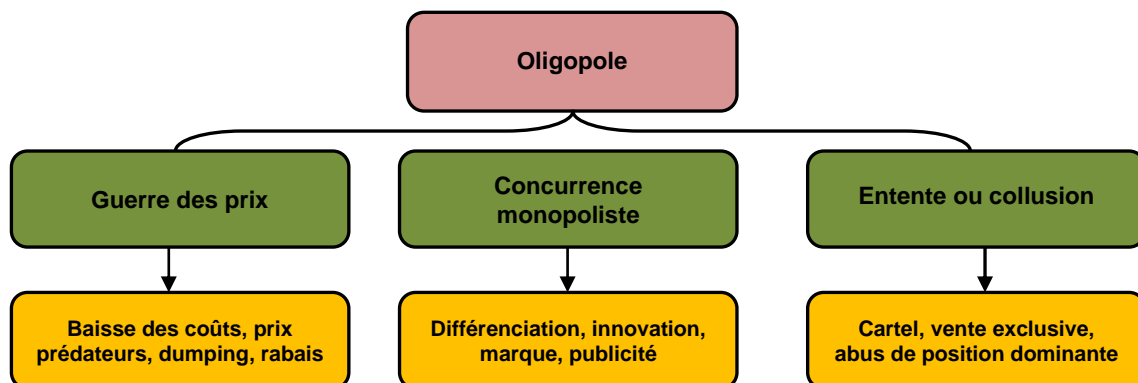 Oligopole
Guerre des prix
Concurrence
monopoliste
Entente ou collusion
Baisse des coûts, prix
prédateurs, dumping, rabais
Différenciation, innovation,
marque, publicité
Cartel, vente exclusive,
abus de position dominante